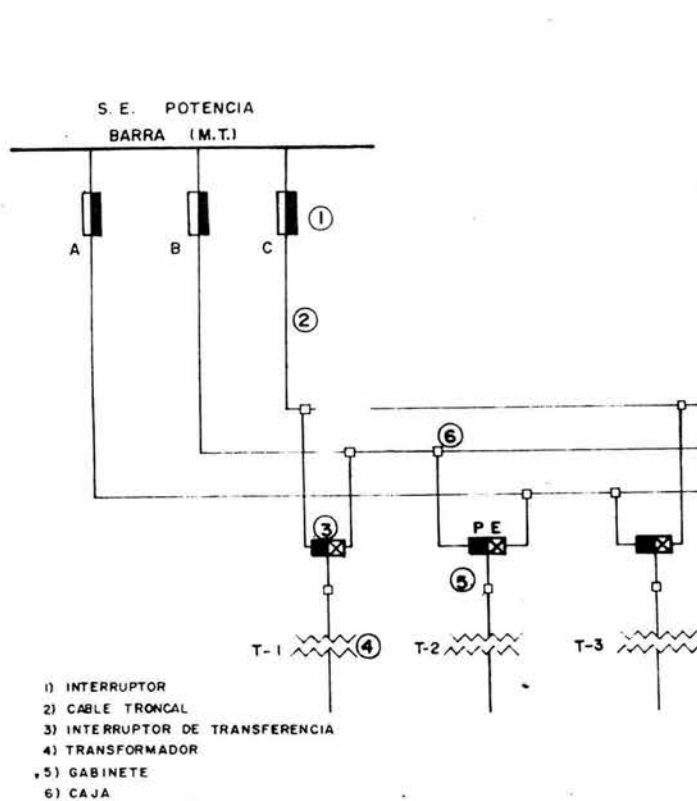 S. E. POTENCIA
BARRA (M.T.)
A
B
C
1
2
6
3
P E
5
T-1
4
T-2
T-3
1) INTERRUPTOR
2) CABLE TRONCAL
3) INTERRUPTOR DE TRANSFERENCIA
4) TRANSFORMADOR
5) GABINETE
6) CAJA